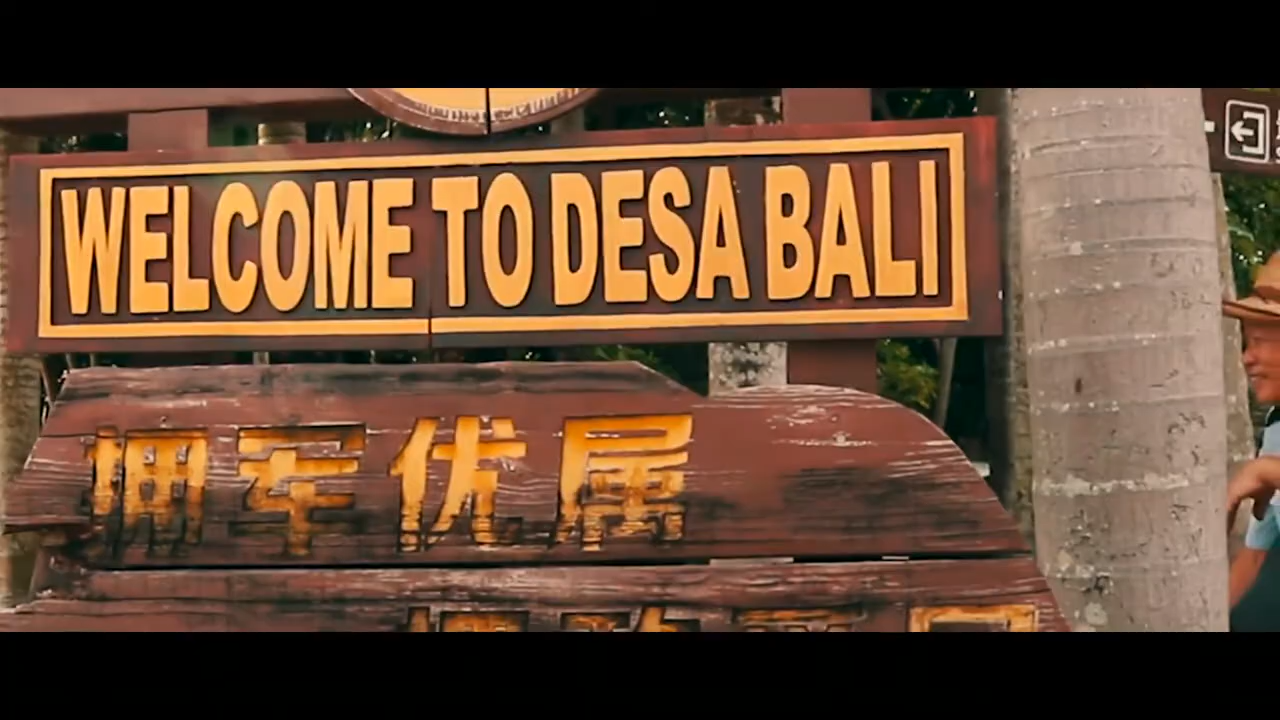 WELCOME TO DESA BALI
拥军优属